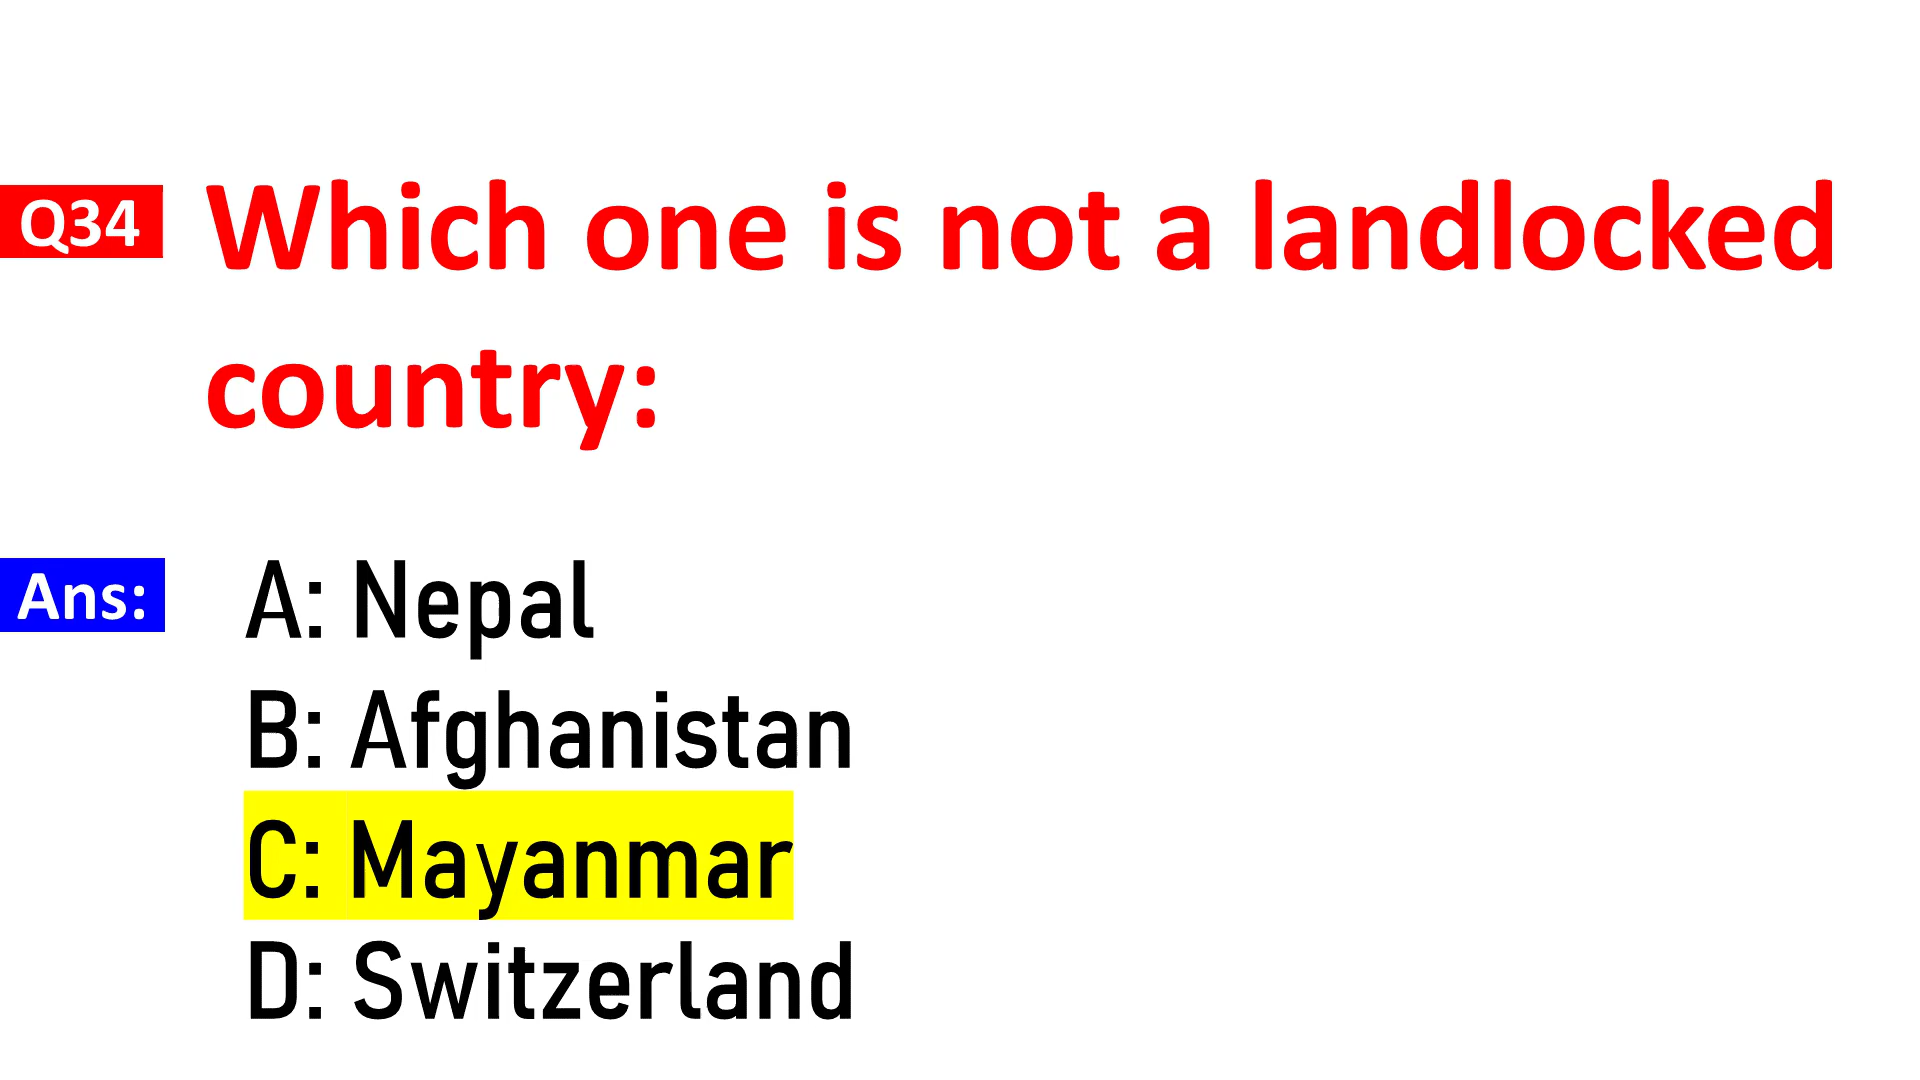 Q34 Which one is not a landlocked
country:
Ans: A: Nepal
B: Afghanistan
C: Mayanmar
D: Switzerland